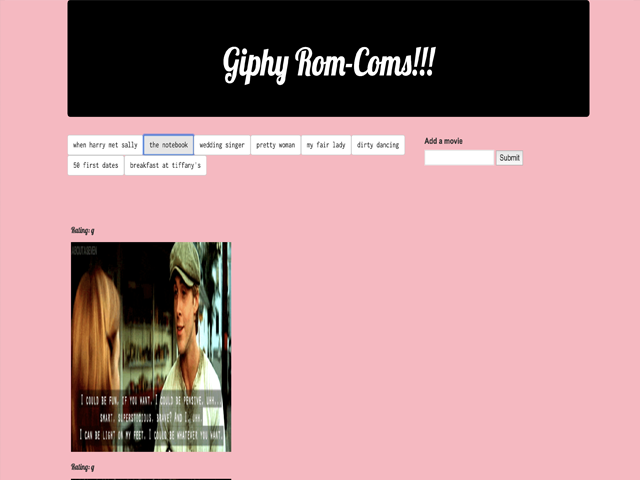 Giphy Rom-Coms!!!
when harry met sally
the notebook
wedding singer
pretty woman
my fair lady
dirty dancing
50 first dates
breakfast at tiffany's
Add a movie
Submit
Rating: g
ABOUTASEVEN
I COULD BE FUN, IF YOU WANT. I COULD BE PENSIVE, UHH...
SMART, SUPERSTICIOUS, BRAVE? AND I, UHH
I CAN BE LIGHT ON MY FEET. I COULD BE WHATEVER YOU WANT.
Rating: g